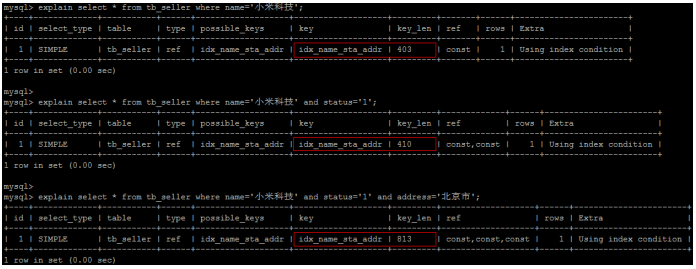 mysql> explain select * from tb_seller where name='小米科技';
| id | select_type | table | type | possible_keys | key | key_len | ref | rows | Extra |
| 1 | SIMPLE | tb_seller | ref | idx_name_sta_addr | idx_name_sta_addr | 403 | const | 1 | Using index condition |
1 row in set (0.00 sec)
mysql>
mysql> explain select * from tb_seller where name='小米科技' and status='1';
| id | select_type | table | type | possible_keys | key | key_len | ref | rows | Extra |
| 1 | SIMPLE | tb_seller | ref | idx_name_sta_addr | idx_name_sta_addr | 410 | const,const | 1 | Using index condition |
1 row in set (0.00 sec)
mysql>
mysql> explain select * from tb_seller where name='小米科技' and status='1' and address='北京市';
| id | select_type | table | type | possible_keys | key | key_len | ref | rows | Extra |
| 1 | SIMPLE | tb_seller | ref | idx_name_sta_addr | idx_name_sta_addr | 813 | const,const,const | 1 | Using index condition |
1 row in set (0.00 sec)